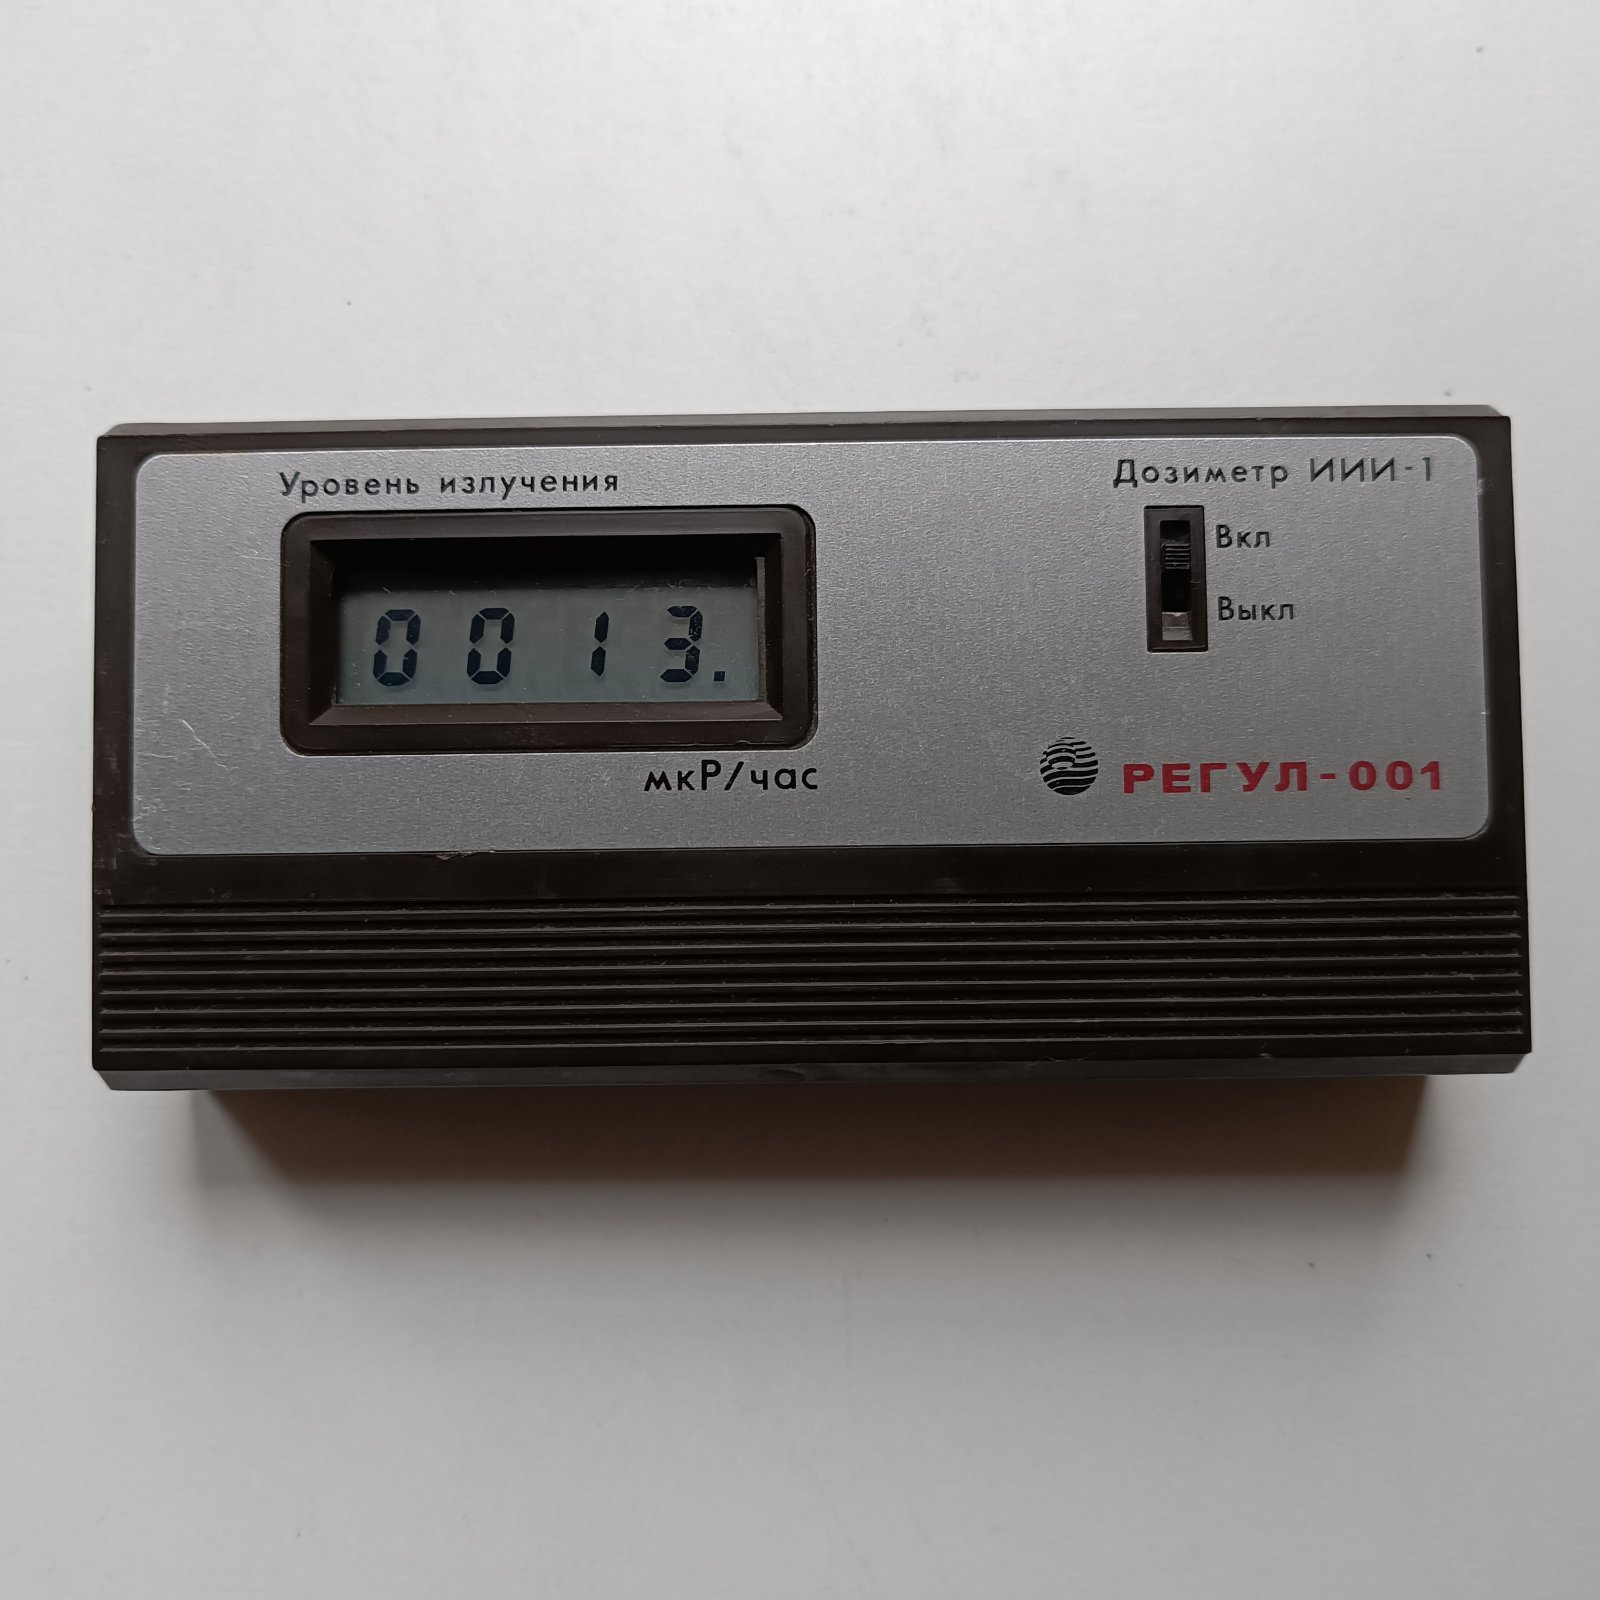 Уровень излучения
Дозиметр ИИИ-1
Вкл
Выкл
0013.
мкР/час
РЕГУЛ-001